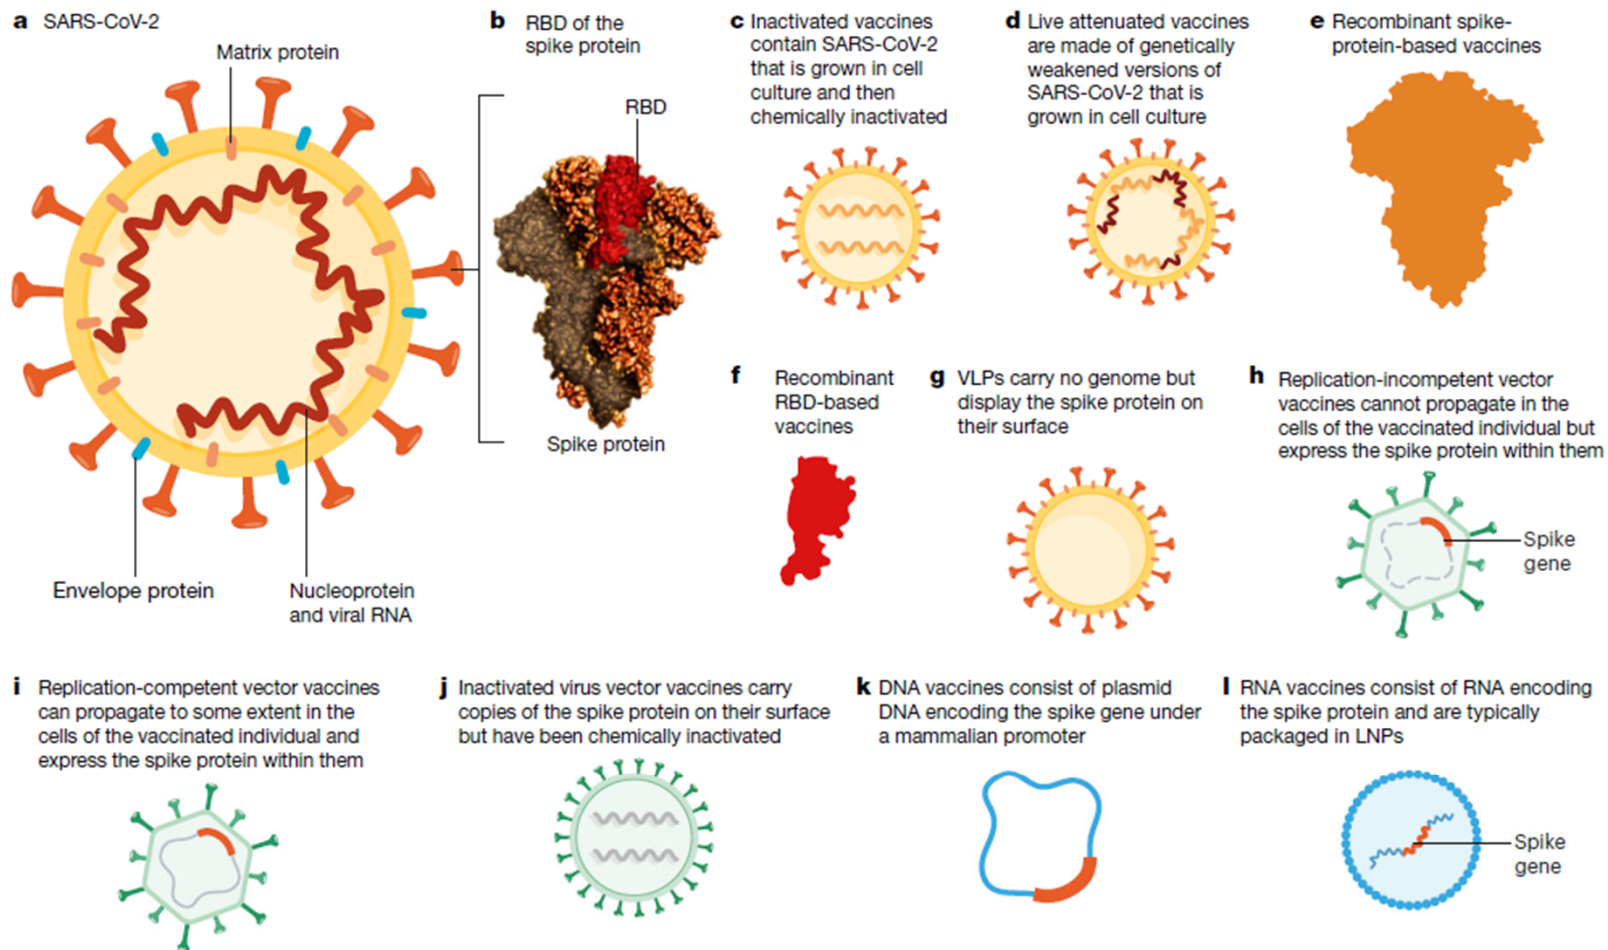 a SARS-CoV-2
Matrix protein
Envelope protein
Nucleoprotein
and viral RNA
b RBD of the
spike protein
RBD
Spike protein
c Inactivated vaccines
contain SARS-CoV-2
that is grown in cell
culture and then
chemically inactivated
d Live attenuated vaccines
are made of genetically
weakened versions of
SARS-CoV-2 that is
grown in cell culture
e Recombinant spike-
protein-based vaccines
f Recombinant
RBD-based
vaccines
g VLPs carry no genome but
display the spike protein on
their surface
h Replication-incompetent vector
vaccines cannot propagate in the
cells of the vaccinated individual but
express the spike protein within them
Spike
gene
i Replication-competent vector vaccines
can propagate to some extent in the
cells of the vaccinated individual and
express the spike protein within them
j Inactivated virus vector vaccines carry
copies of the spike protein on their surface
but have been chemically inactivated
k DNA vaccines consist of plasmid
DNA encoding the spike gene under
a mammalian promoter
l RNA vaccines consist of RNA encoding
the spike protein and are typically
packaged in LNPs
Spike
gene